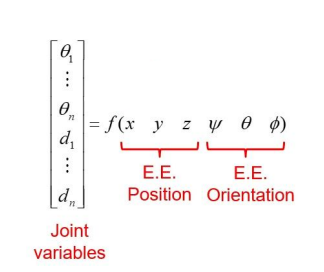 θ₁
⋮
θₙ
d₁
⋮
dₙ
= f(x y z ψ θ ϕ)
E.E. Position
E.E. Orientation
Joint variables